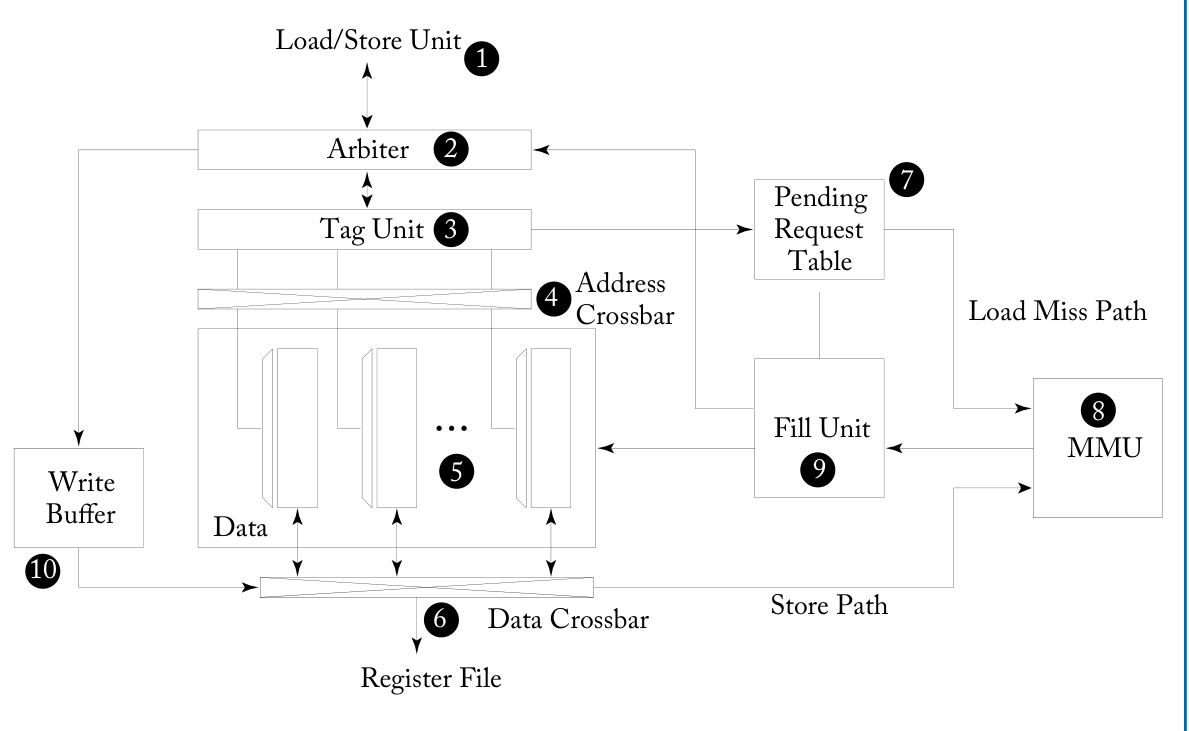 Load/Store Unit 1
Arbiter 2
Tag Unit 3
4 Address
Crossbar
Pending 7
Request
Table
Load Miss Path
8
MMU
Fill Unit
9
...
5
Data
Write
Buffer
10
6
Data Crossbar
Store Path
Register File